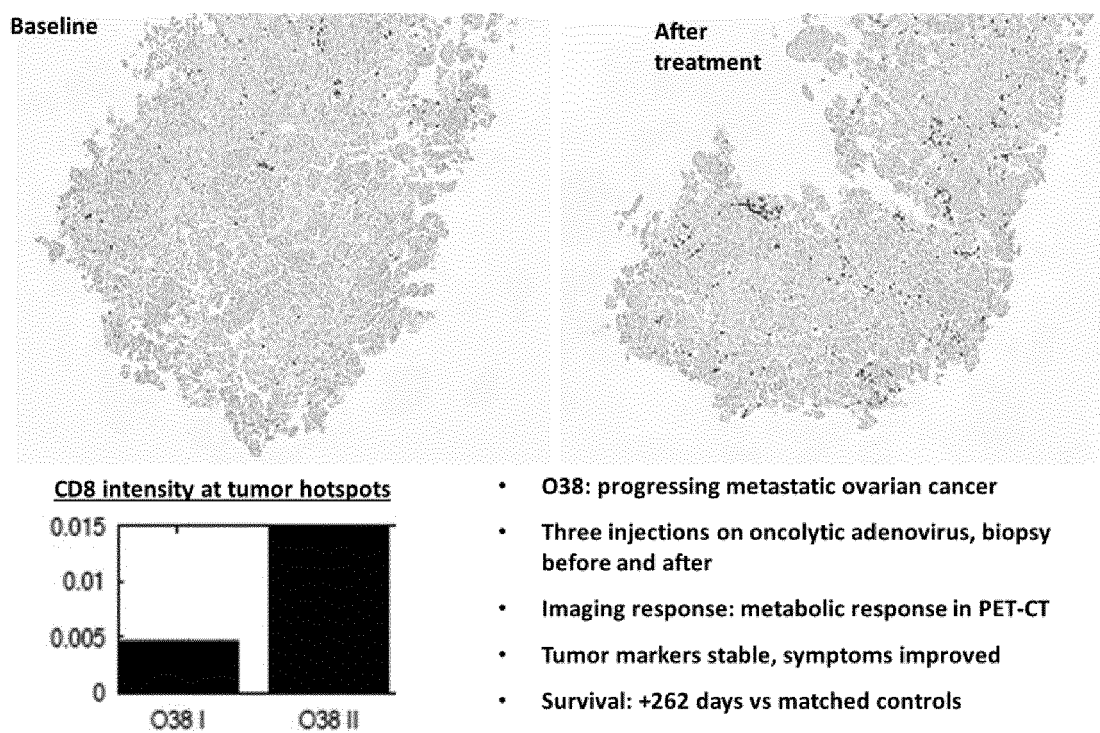 Baseline
After
treatment
CD8 intensity at tumor hotspots
0.015
0.01
0.005
0
O38 I
O38 II
• O38: progressing metastatic ovarian cancer
• Three injections on oncolytic adenovirus, biopsy
before and after
• Imaging response: metabolic response in PET-CT
• Tumor markers stable, symptoms improved
• Survival: +262 days vs matched controls